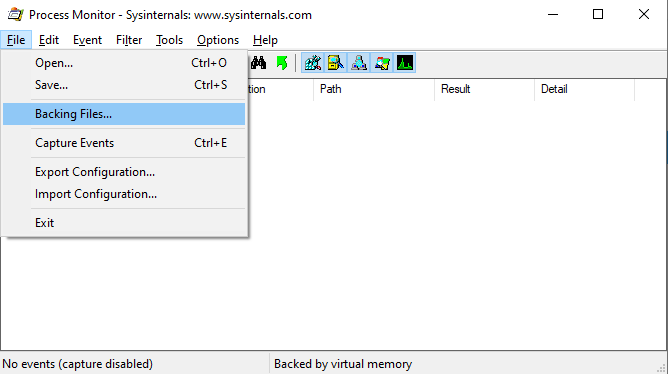 Process Monitor - Sysinternals: www.sysinternals.com
File Edit Event Filter Tools Options Help
Open... Ctrl+O
Save... Ctrl+S
Path Result Detail
Backing Files...
Capture Events Ctrl+E
Export Configuration...
Import Configuration...
Exit
No events (capture disabled) Backed by virtual memory